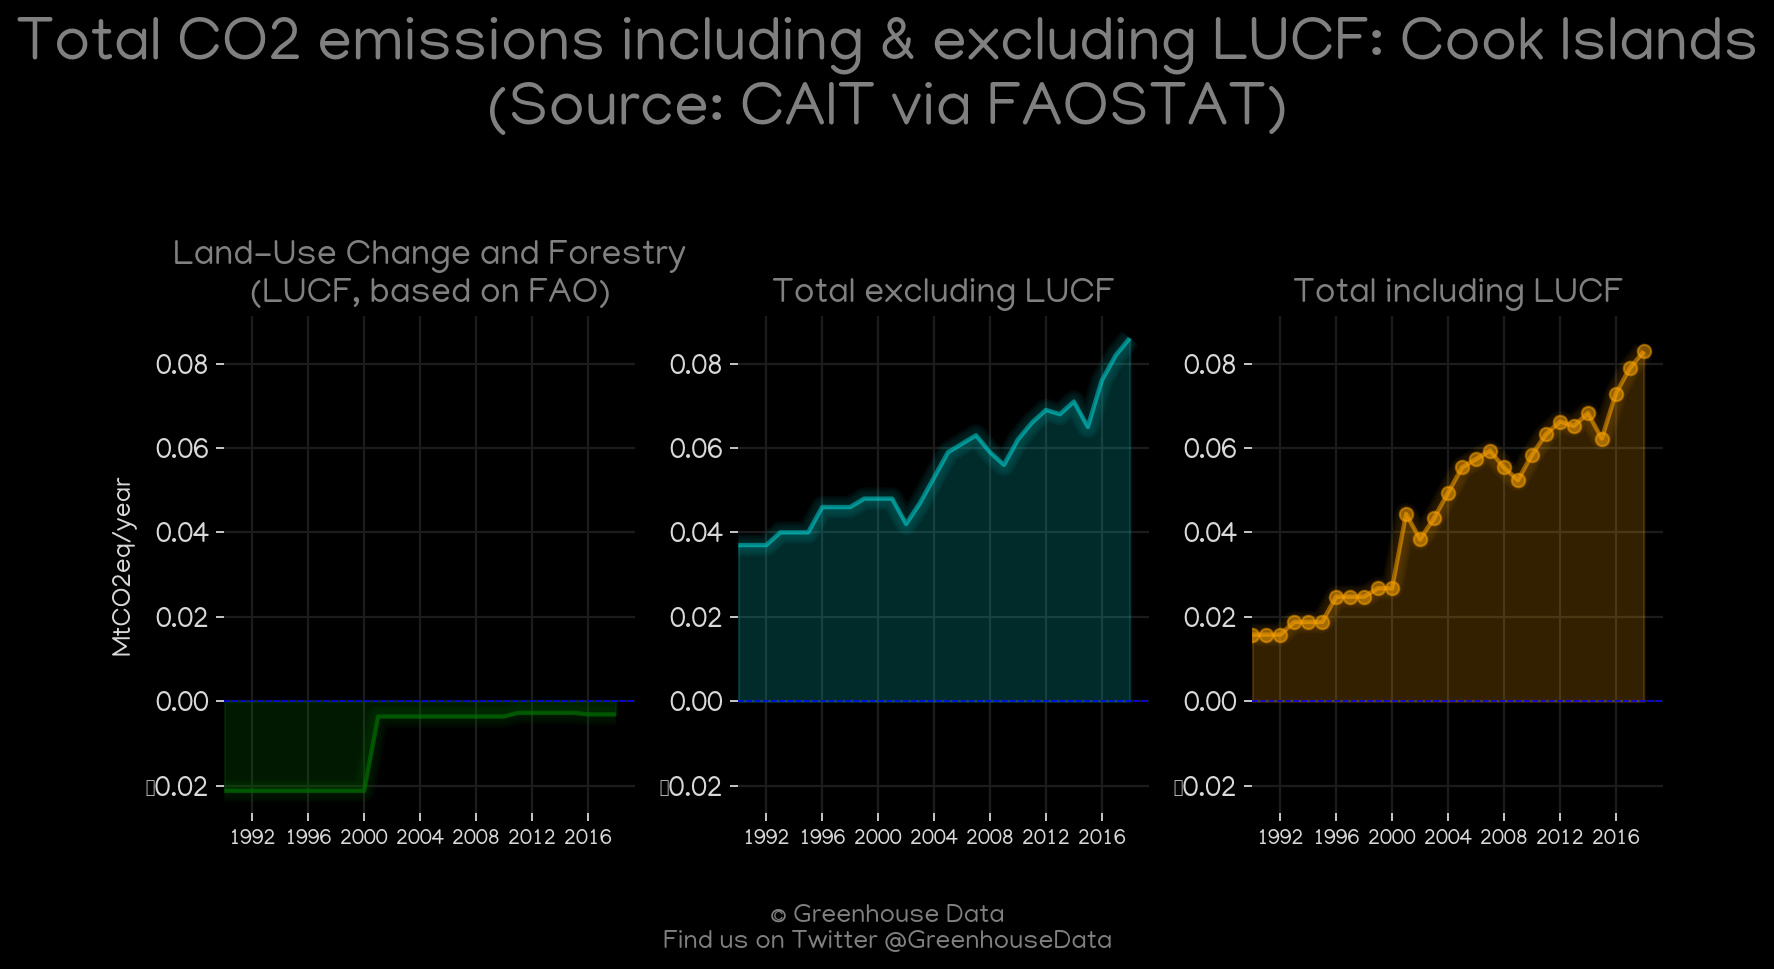 Total CO2 emissions including & excluding LUCF: Cook Islands
(Source: CAIT via FAOSTAT)
Land-Use Change and Forestry
(LUCF, based on FAO)
MtCO2eq/year
0.08
0.06
0.04
0.02
0.00
▯0.02
1992 1996 2000 2004 2008 2012 2016
Total excluding LUCF
0.08
0.06
0.04
0.02
0.00
▯0.02
1992 1996 2000 2004 2008 2012 2016
Total including LUCF
0.08
0.06
0.04
0.02
0.00
▯0.02
1992 1996 2000 2004 2008 2012 2016
© Greenhouse Data
Find us on Twitter @GreenhouseData